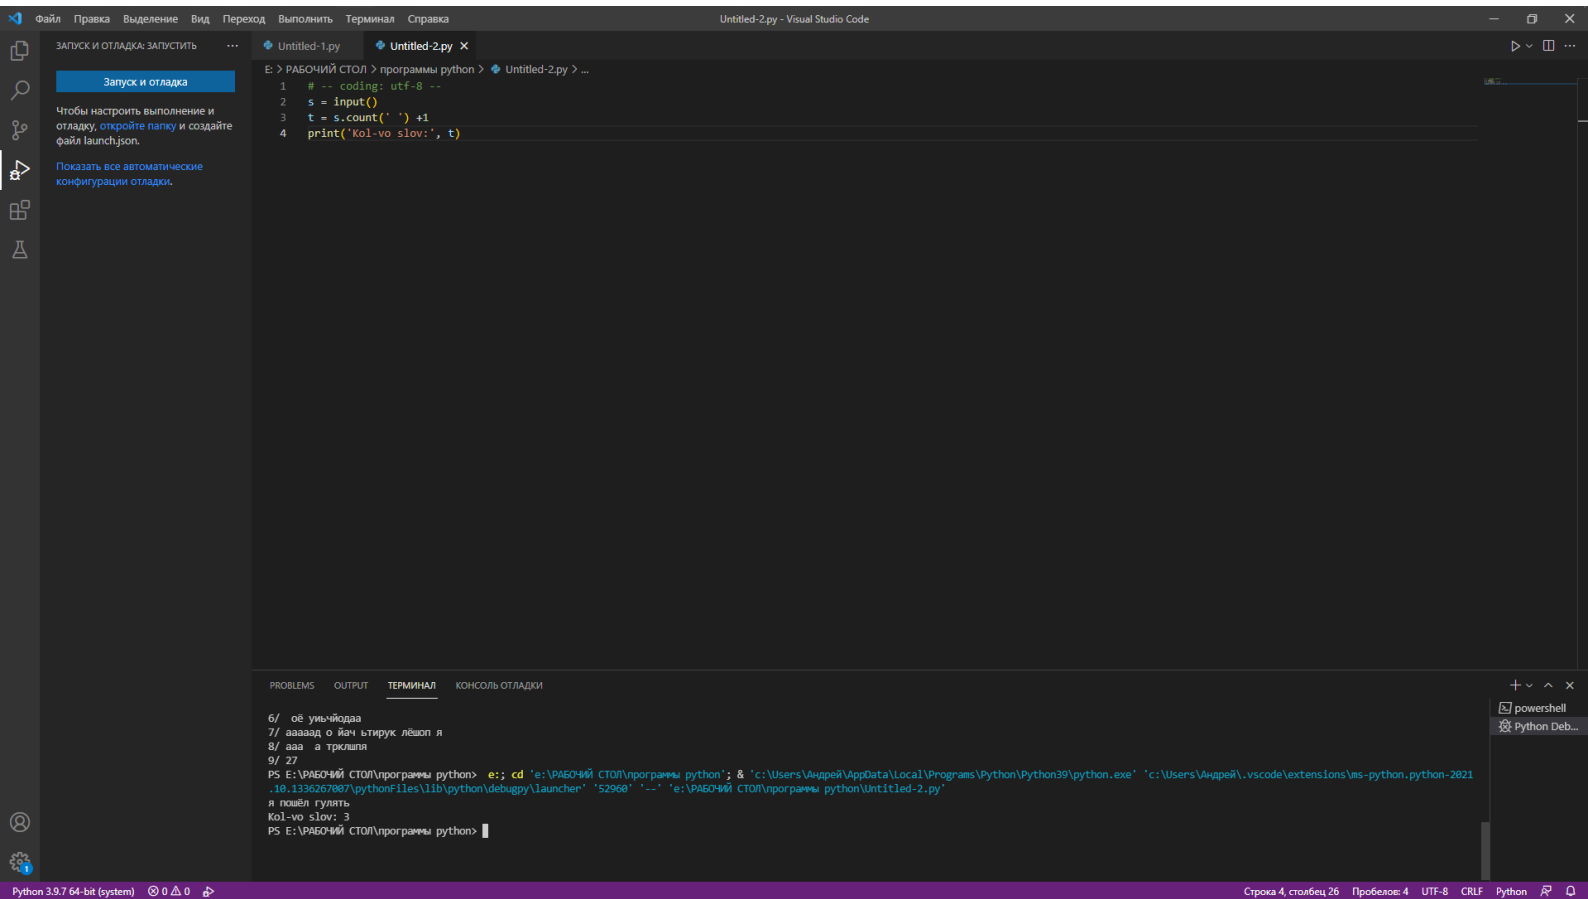 Файл Правка Выделение Вид Переход Выполнить Терминал Справка
Untitled-2.py - Visual Studio Code
ЗАПУСК И ОТЛАДКА: ЗАПУСТИТЬ ···
Запуск и отладка
Чтобы настроить выполнение и
отладку, откройте папку и создайте
файл launch.json.
Показать все автоматические
конфигурации отладки.
Untitled-1.py Untitled-2.py
E: > РАБОЧИЙ СТОЛ > программы python > Untitled-2.py > ...
1 # -- coding: utf-8 --
2 s = input()
3 t = s.count(' ') +1
4 print('Kol-vo slov:', t)
PROBLEMS OUTPUT ТЕРМИНАЛ КОНСОЛЬ ОТЛАДКИ
6/  оё уиьчйодаа
7/ аааааад о йач ьтирук лёшоп я
8/ ааа  а трклшпя
9/ 27
PS E:\РАБОЧИЙ СТОЛ\программы python>  e:; cd 'e:\РАБОЧИЙ СТОЛ\программы python'; & 'c:\Users\Андрей\AppData\Local\Programs\Python\Python39\python.exe' 'c:\Users\Андрей\.vscode\extensions\ms-python.python-2021
.10.1336267007\pythonFiles\lib\python\debugpy\launcher' '52960' '--' 'e:\РАБОЧИЙ СТОЛ\программы python\Untitled-2.py'
я пошёл гулять
Kol-vo slov: 3
PS E:\РАБОЧИЙ СТОЛ\программы python>
powershell
Python Deb...
1
Python 3.9.7 64-bit (system) 0 0
Строка 4, столбец 26 Пробелов: 4 UTF-8 CRLF Python